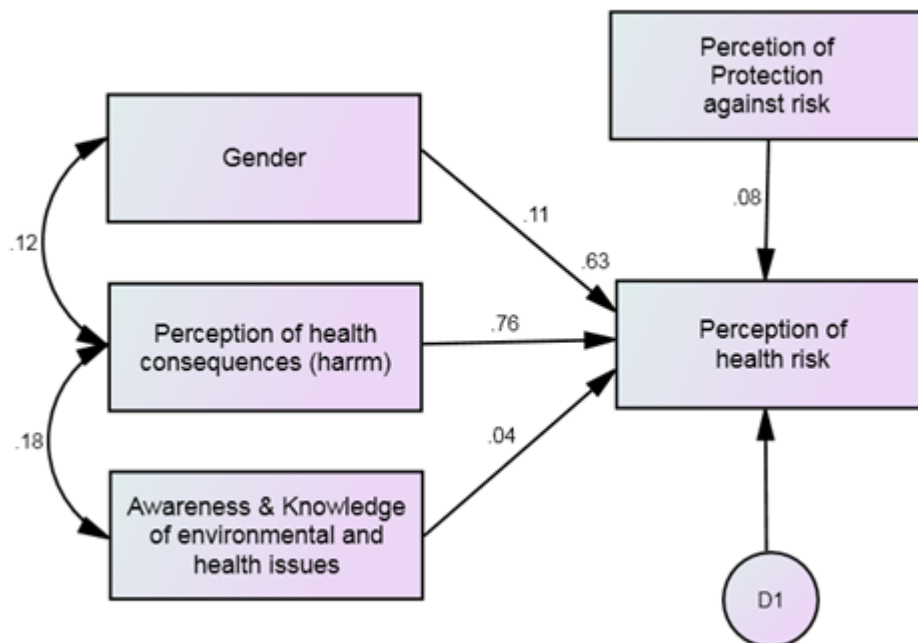 Percetion of
Protection
against risk
Gender
.12
.11
.08
.63
Perception of health
consequences (harrm)
.76
Perception of
health risk
.18
.04
Awareness & Knowledge
of environmental and
health issues
D1